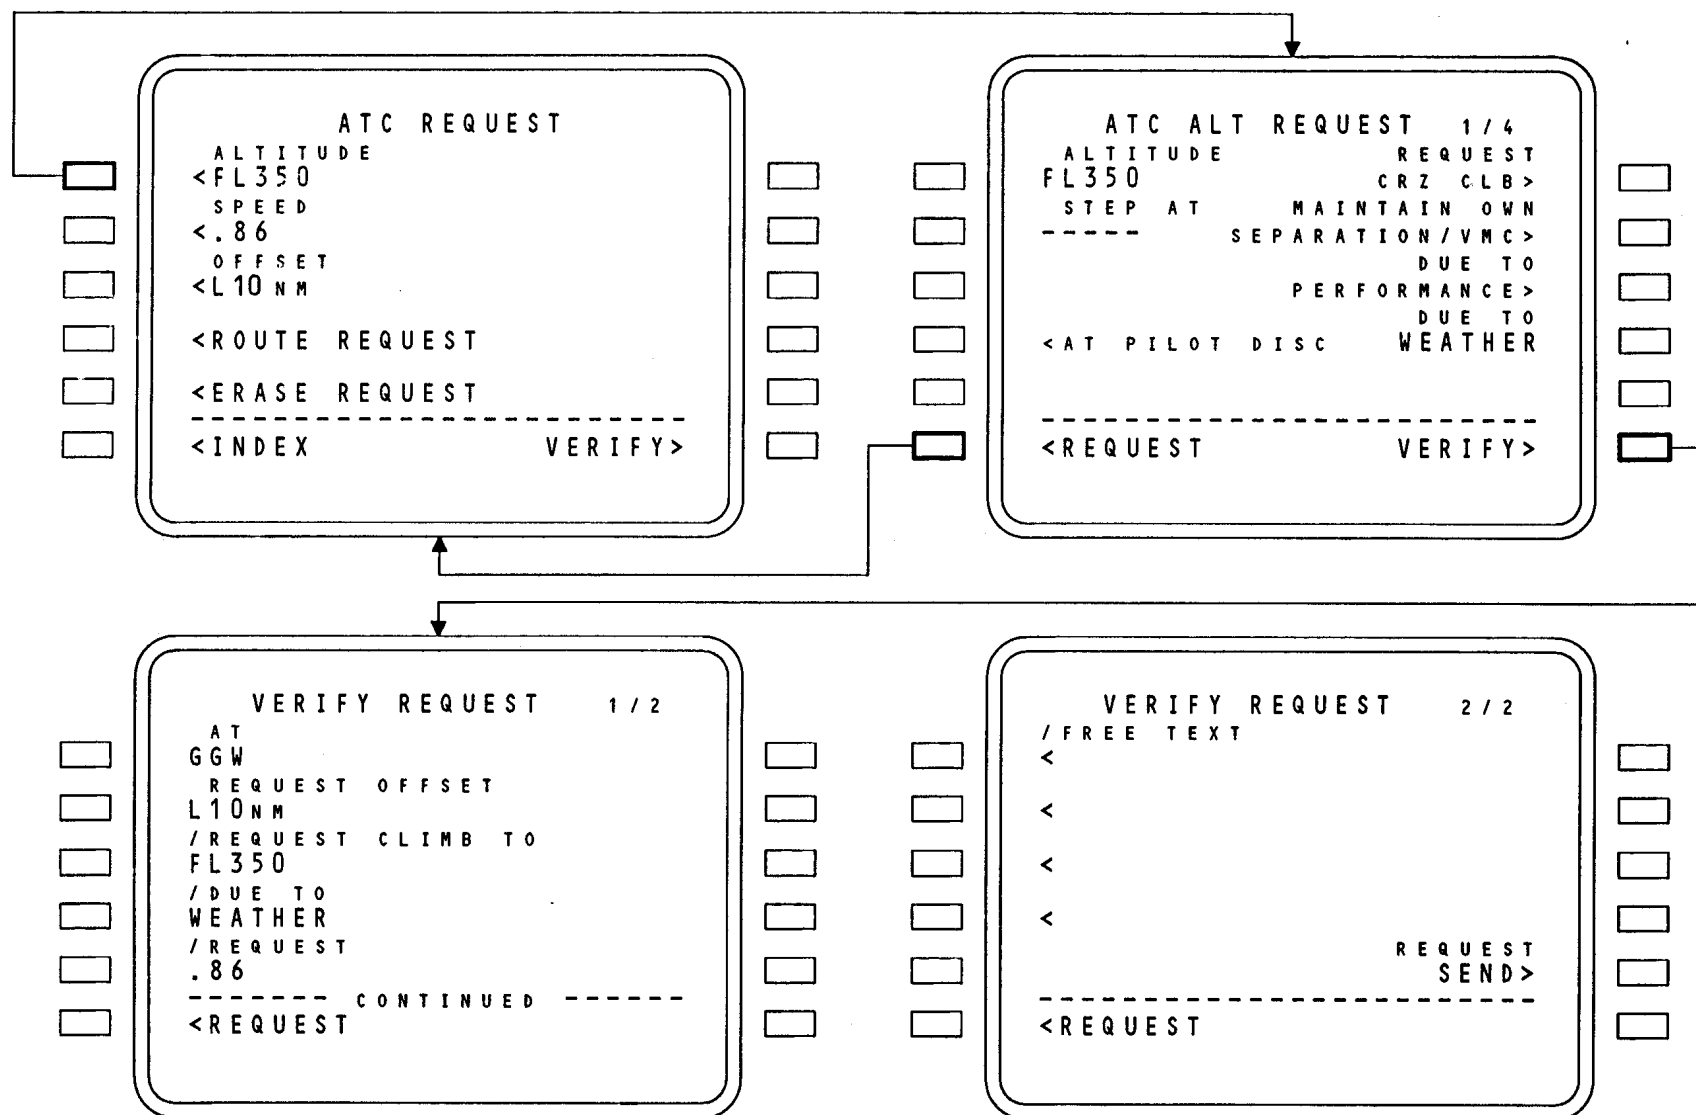 ATC REQUEST
ALTITUDE
<FL350
SPEED
<.86
OFFSET
<L10NM
<ROUTE REQUEST
<ERASE REQUEST
------------------------
<INDEX VERIFY>
ATC ALT REQUEST 1/4
ALTITUDE REQUEST
FL350 CRZ CLB>
STEP AT MAINTAIN OWN
----- SEPARATION/VMC>
DUE TO
PERFORMANCE>
DUE TO
<AT PILOT DISC WEATHER
------------------------
<REQUEST VERIFY>
VERIFY REQUEST 1/2
AT
GGW
REQUEST OFFSET
L10NM
/REQUEST CLIMB TO
FL350
/DUE TO
WEATHER
/REQUEST
.86
------- CONTINUED ------
<REQUEST
VERIFY REQUEST 2/2
/FREE TEXT
<
<
<
<
REQUEST
SEND>
------------------------
<REQUEST